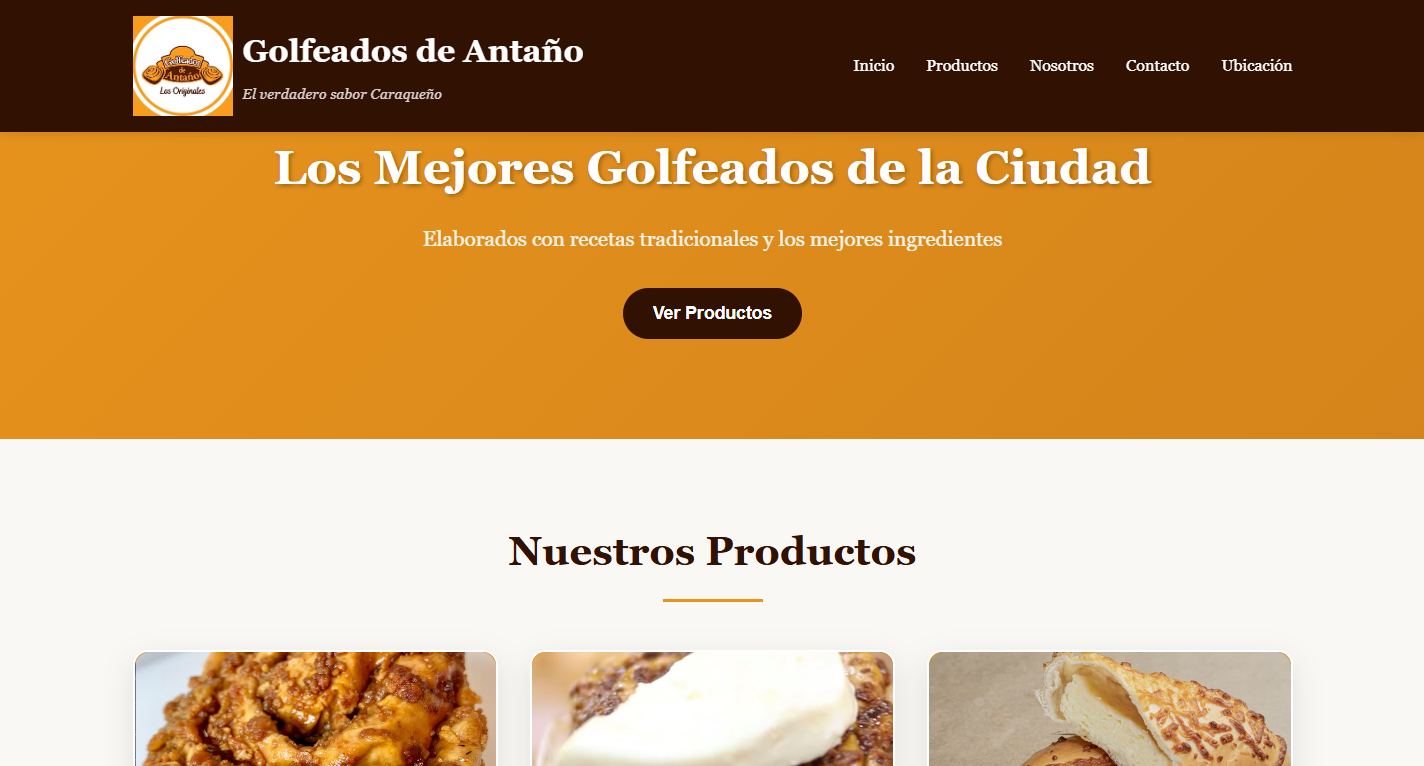 Golfeados
de
Antaño
Los Originales
Golfeados de Antaño
El verdadero sabor Caraqueño
Inicio Productos Nosotros Contacto Ubicación
Los Mejores Golfeados de la Ciudad
Elaborados con recetas tradicionales y los mejores ingredientes
Ver Productos
Nuestros Productos